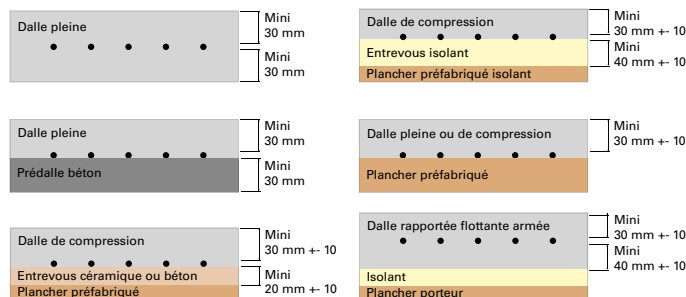 Dalle pleine
Mini
30 mm
Mini
30 mm
Dalle de compression
Entrevous isolant
Plancher préfabriqué isolant
Mini
30 mm +- 10
Mini
40 mm +- 10
Dalle pleine
Prédalle béton
Mini
30 mm
Mini
30 mm
Dalle pleine ou de compression
Plancher préfabriqué
Mini
30 mm +- 10
Dalle de compression
Entrevous céramique ou béton
Plancher préfabriqué
Mini
30 mm +- 10
Mini
20 mm +- 10
Dalle rapportée flottante armée
Isolant
Plancher porteur
Mini
30 mm +- 10
Mini
40 mm +- 10